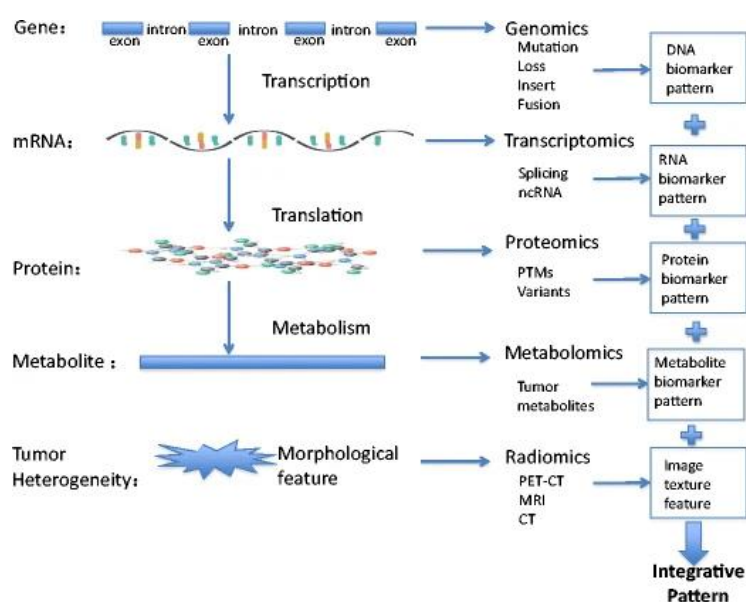 Gene：
intron intron intron
exon exon exon exon
Genomics
Mutation
Loss
Insert
Fusion
DNA
biomarker
pattern
Transcription
mRNA：
Transcriptomics
Splicing
ncRNA
RNA
biomarker
pattern
Translation
Protein：
Proteomics
PTMs
Variants
Protein
biomarker
pattern
Metabolism
Metabolite：
Metabolomics
Tumor
metabolites
Metabolite
biomarker
pattern
Tumor
Heterogeneity：
Morphological
feature
Radiomics
PET-CT
MRI
CT
Image
texture
feature
Integrative
Pattern